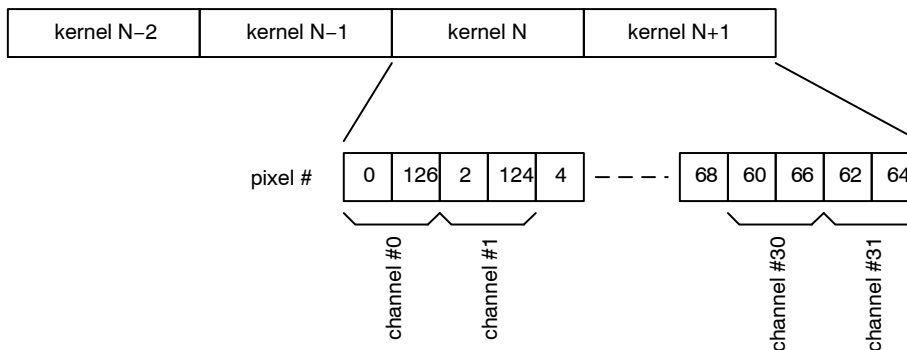 kernel N−2 kernel N−1 kernel N kernel N+1
pixel # 0 126 2 124 4 68 60 66 62 64
channel #0
channel #1
channel #30
channel #31